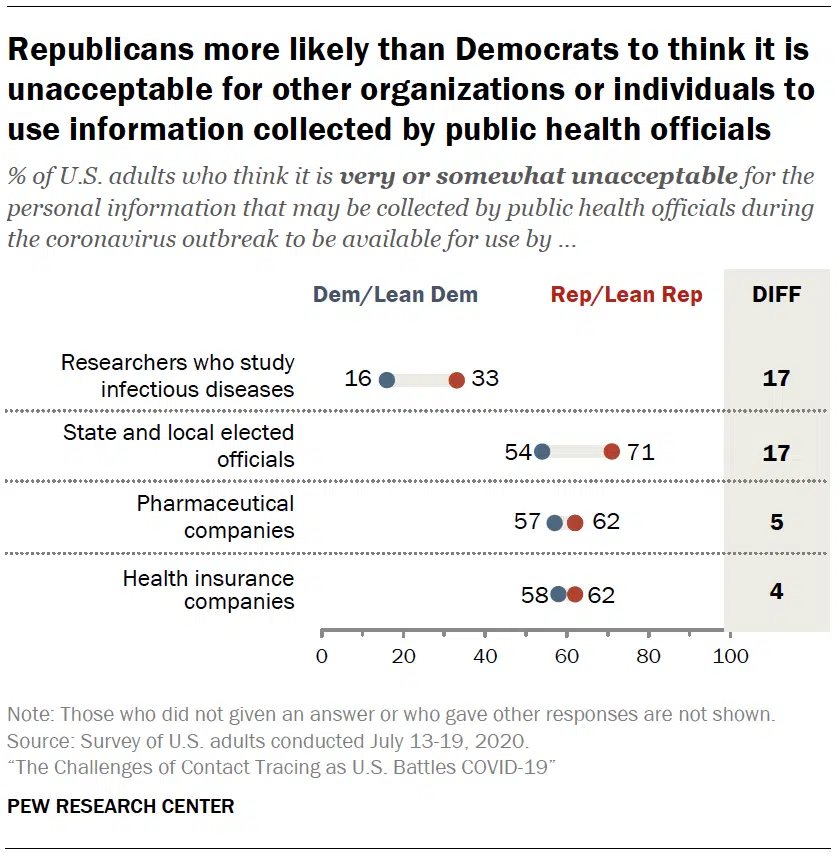 Republicans more likely than Democrats to think it is
unacceptable for other organizations or individuals to
use information collected by public health officials
% of U.S. adults who think it is very or somewhat unacceptable for the
personal information that may be collected by public health officials during
the coronavirus outbreak to be available for use by ...
Dem/Lean Dem Rep/Lean Rep DIFF
Researchers who study
infectious diseases
16 33 17
State and local elected
officials
54 71 17
Pharmaceutical
companies
57 62 5
Health insurance
companies
58 62 4
0 20 40 60 80 100
Note: Those who did not given an answer or who gave other responses are not shown.
Source: Survey of U.S. adults conducted July 13-19, 2020.
“The Challenges of Contact Tracing as U.S. Battles COVID-19”
PEW RESEARCH CENTER